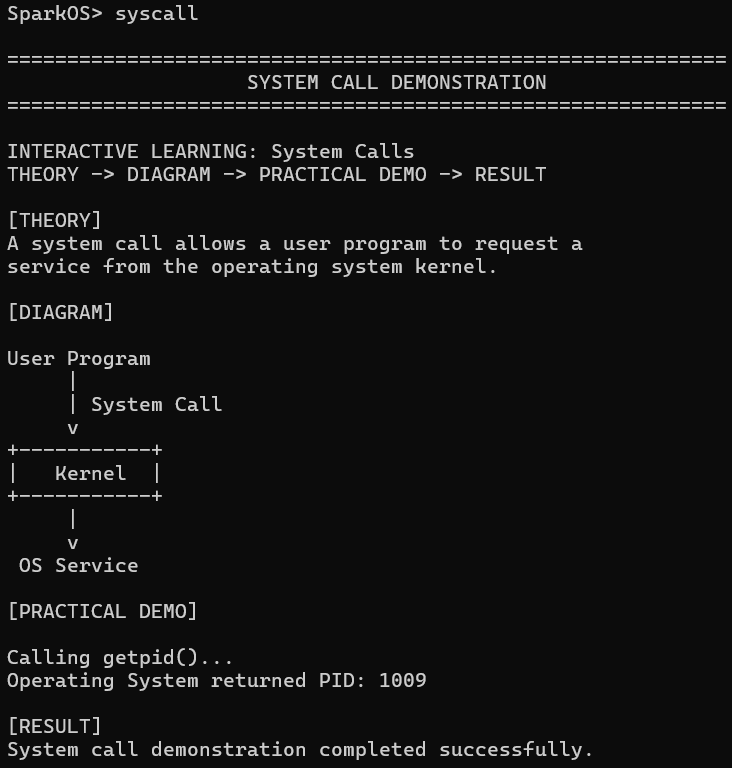 SparkOS> syscall
============================================================
                    SYSTEM CALL DEMONSTRATION
============================================================
INTERACTIVE LEARNING: System Calls
THEORY -> DIAGRAM -> PRACTICAL DEMO -> RESULT
[THEORY]
A system call allows a user program to request a
service from the operating system kernel.
[DIAGRAM]
User Program
     |
     | System Call
     v
+-----------+
|   Kernel  |
+-----------+
     |
     v
 OS Service
[PRACTICAL DEMO]
Calling getpid()...
Operating System returned PID: 1009
[RESULT]
System call demonstration completed successfully.